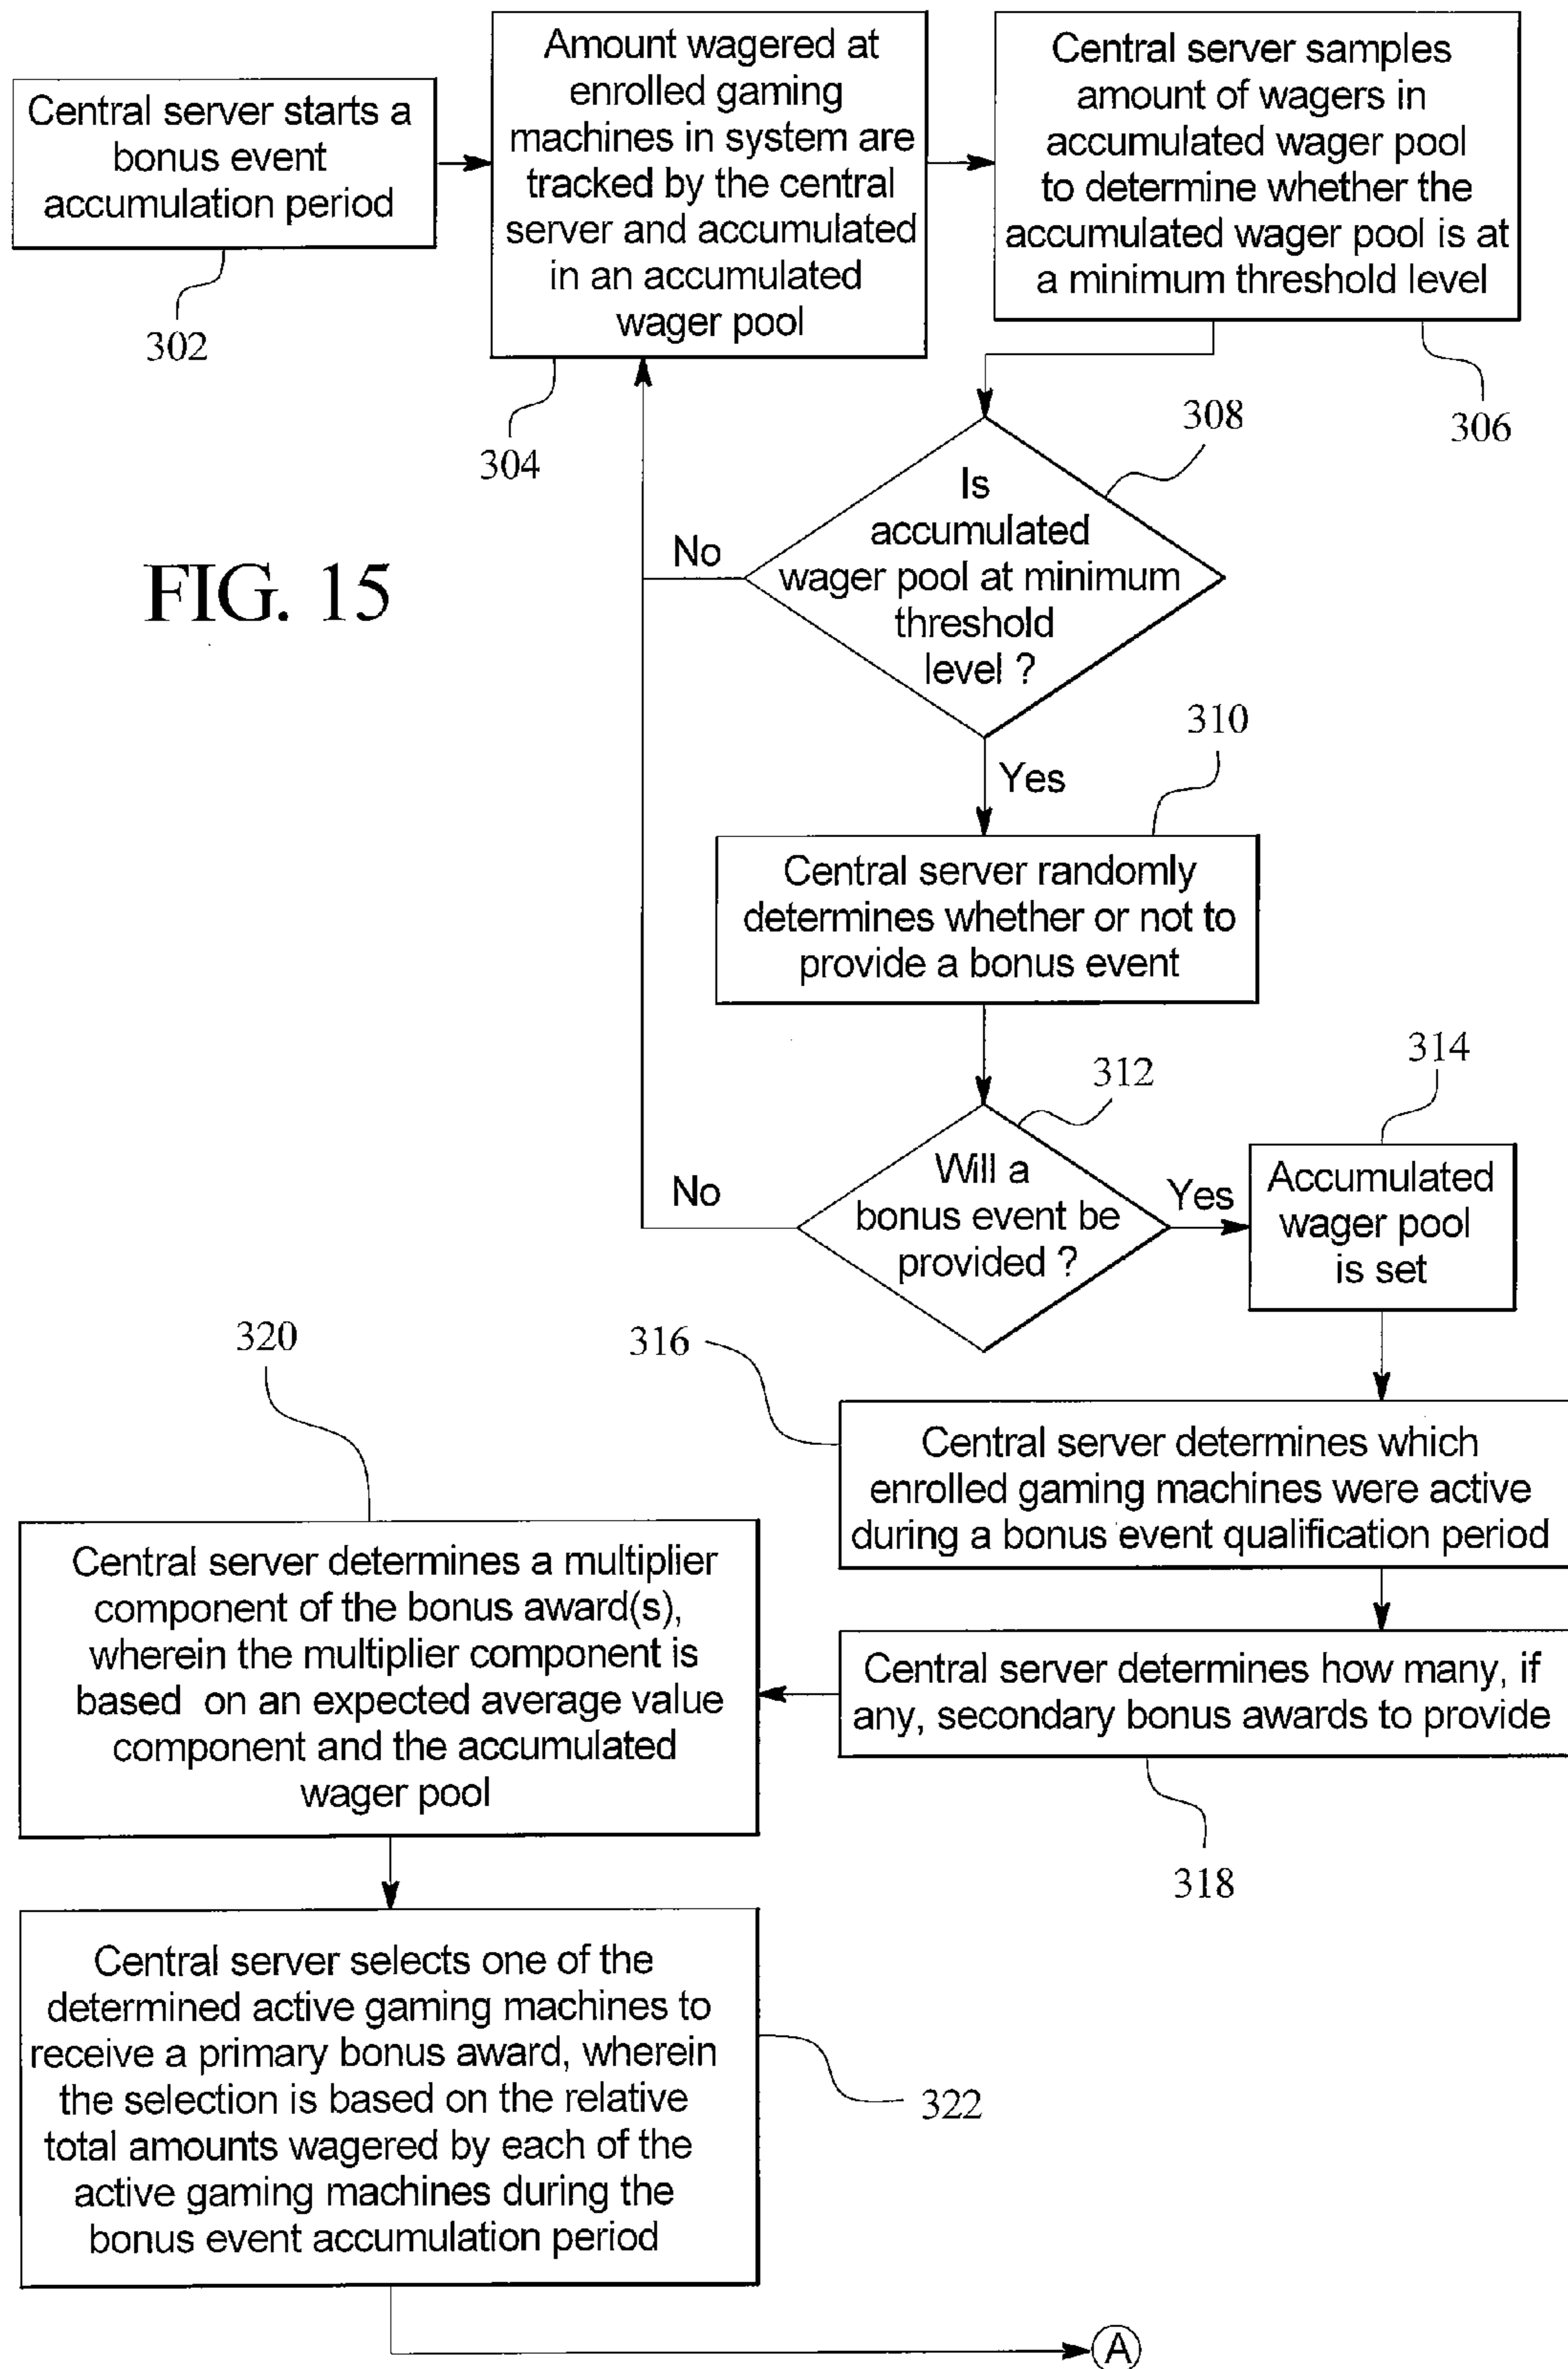 Central server starts a
bonus event
accumulation period
302
Amount wagered at
enrolled gaming
machines in system are
tracked by the central
server and accumulated
in an accumulated
wager pool
304
Central server samples
amount of wagers in
accumulated wager pool
to determine whether the
accumulated wager pool is at
a minimum threshold level
306
308
Is
accumulated
wager pool at minimum
threshold
level ?
No
Yes
FIG. 15
310
Central server randomly
determines whether or not to
provide a bonus event
312
Will a
bonus event be
provided ?
No
Yes
314
Accumulated
wager pool
is set
316
Central server determines which
enrolled gaming machines were active
during a bonus event qualification period
Central server determines how many, if
any, secondary bonus awards to provide
318
320
Central server determines a multiplier
component of the bonus award(s),
wherein the multiplier component is
based on an expected average value
component and the accumulated
wager pool
Central server selects one of the
determined active gaming machines to
receive a primary bonus award, wherein
the selection is based on the relative
total amounts wagered by each of the
active gaming machines during the
bonus event accumulation period
322
A